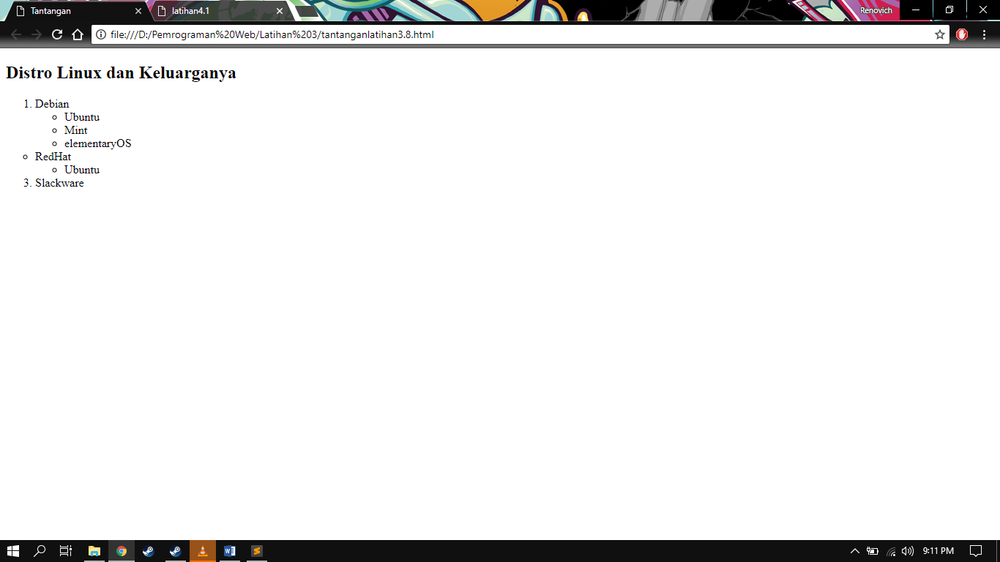 Tantangan
latihan4.1
Renovich
file:///D:/Pemrograman%20Web/Latihan%203/tantanganlatihan3.8.html
Distro Linux dan Keluarganya
1. Debian
Ubuntu
Mint
elementaryOS
RedHat
Ubuntu
3. Slackware
9:11 PM